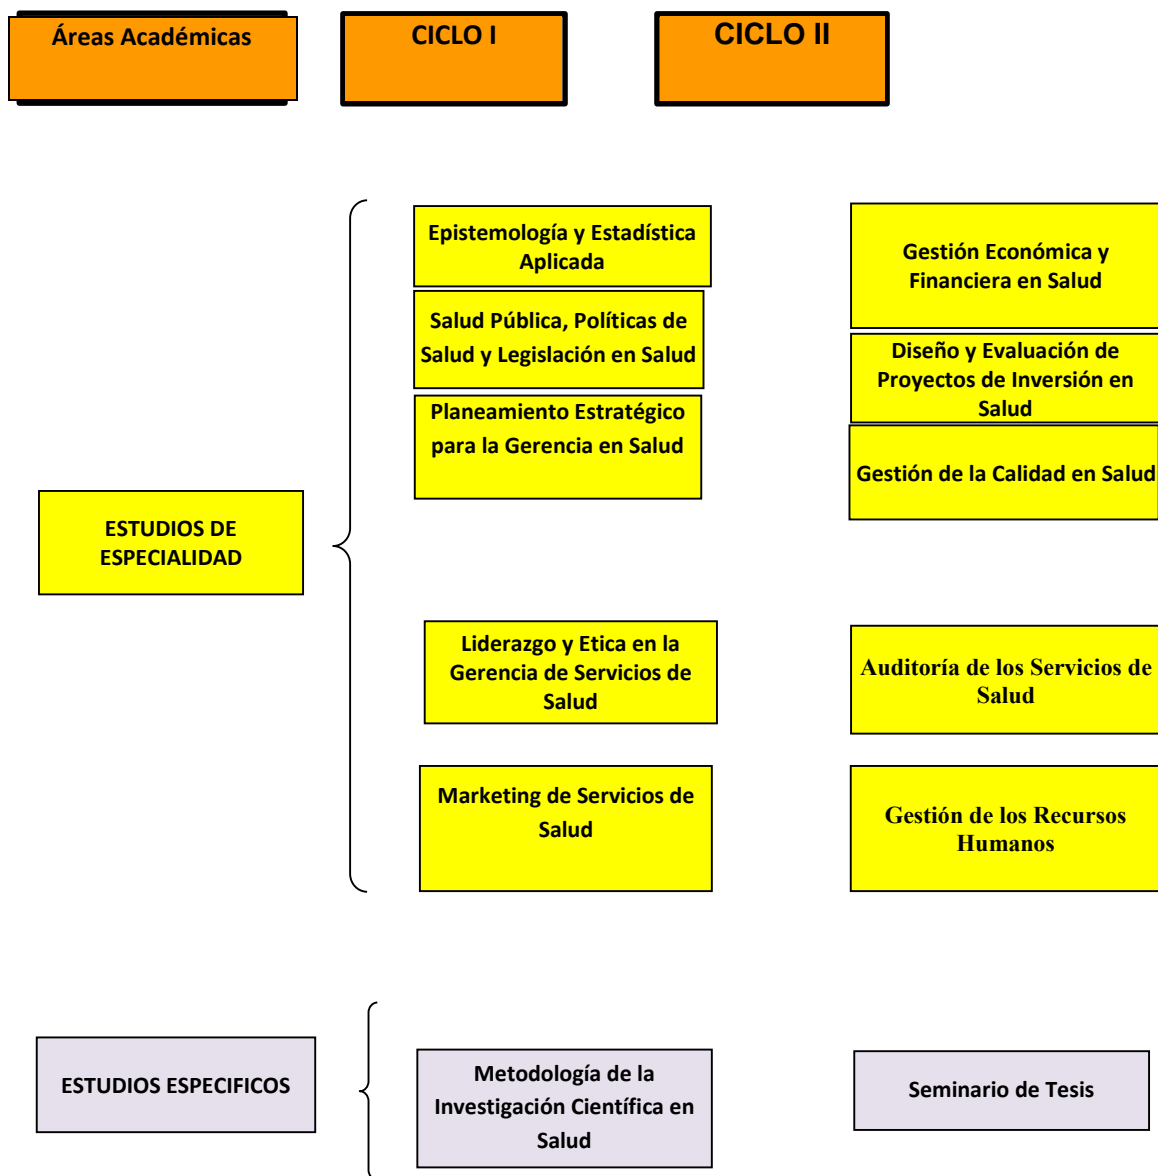 Áreas Académicas
CICLO I
CICLO II
Epistemología y Estadística
Aplicada
Salud Pública, Políticas de
Salud y Legislación en Salud
Planeamiento Estratégico
para la Gerencia en Salud
Gestión Económica y
Financiera en Salud
Diseño y Evaluación de
Proyectos de Inversión en
Salud
Gestión de la Calidad en Salud
ESTUDIOS DE
ESPECIALIDAD
Liderazgo y Etica en la
Gerencia de Servicios de
Salud
Auditoría de los Servicios de
Salud
Marketing de Servicios de
Salud
Gestión de los Recursos
Humanos
ESTUDIOS ESPECIFICOS
Metodología de la
Investigación Científica en
Salud
Seminario de Tesis